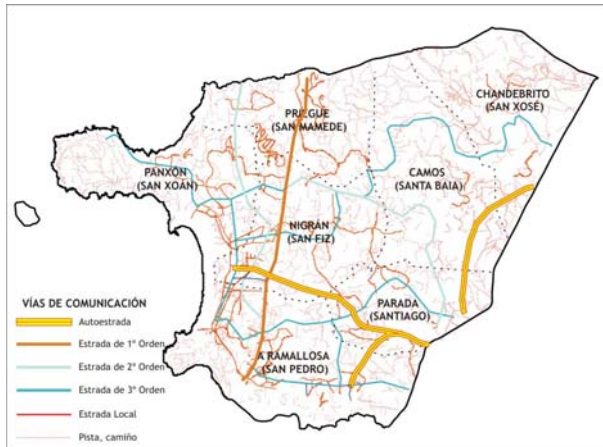 CHANDEBRITO
(SAN XOSÉ)
PRIEGUE
(SAN MAMEDE)
PANXÓN
(SAN XOÁN)
CAMOS
(SANTA BAIA)
NIGRÁN
(SAN FIZ)
PARADA
(SANTIAGO)
A RAMALLOSA
(SAN PEDRO)
VÍAS DE COMUNICACIÓN
Autoestrada
Estrada de 1º Orden
Estrada de 2º Orden
Estrada de 3º Orden
Estrada Local
Pista, camiño